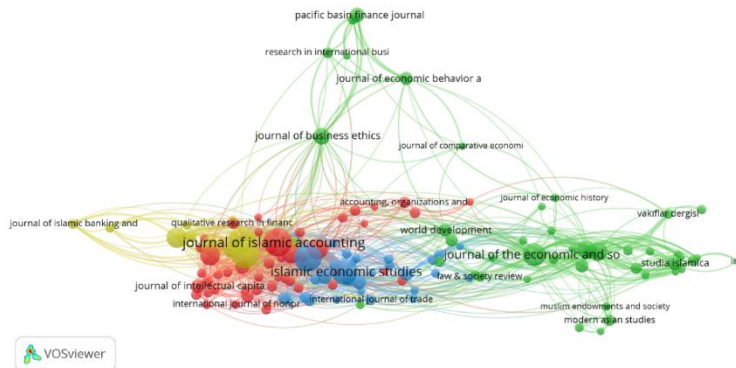 pacific basin finance journal
research in international busi
journal of economic behavior a
journal of business ethics
journal of comparative economi
accounting, organizations and
journal of economic history
vakiflar dergisi
journal of islamic banking and
qualitative research in financ
world development
journal of islamic accounting
journal of the economic and so
studia islamica
islamic economic studies
law & society review
journal of intellectual capita
international journal of nonpr
international journal of trade
muslim endowments and society
modern asian studies
VOSviewer